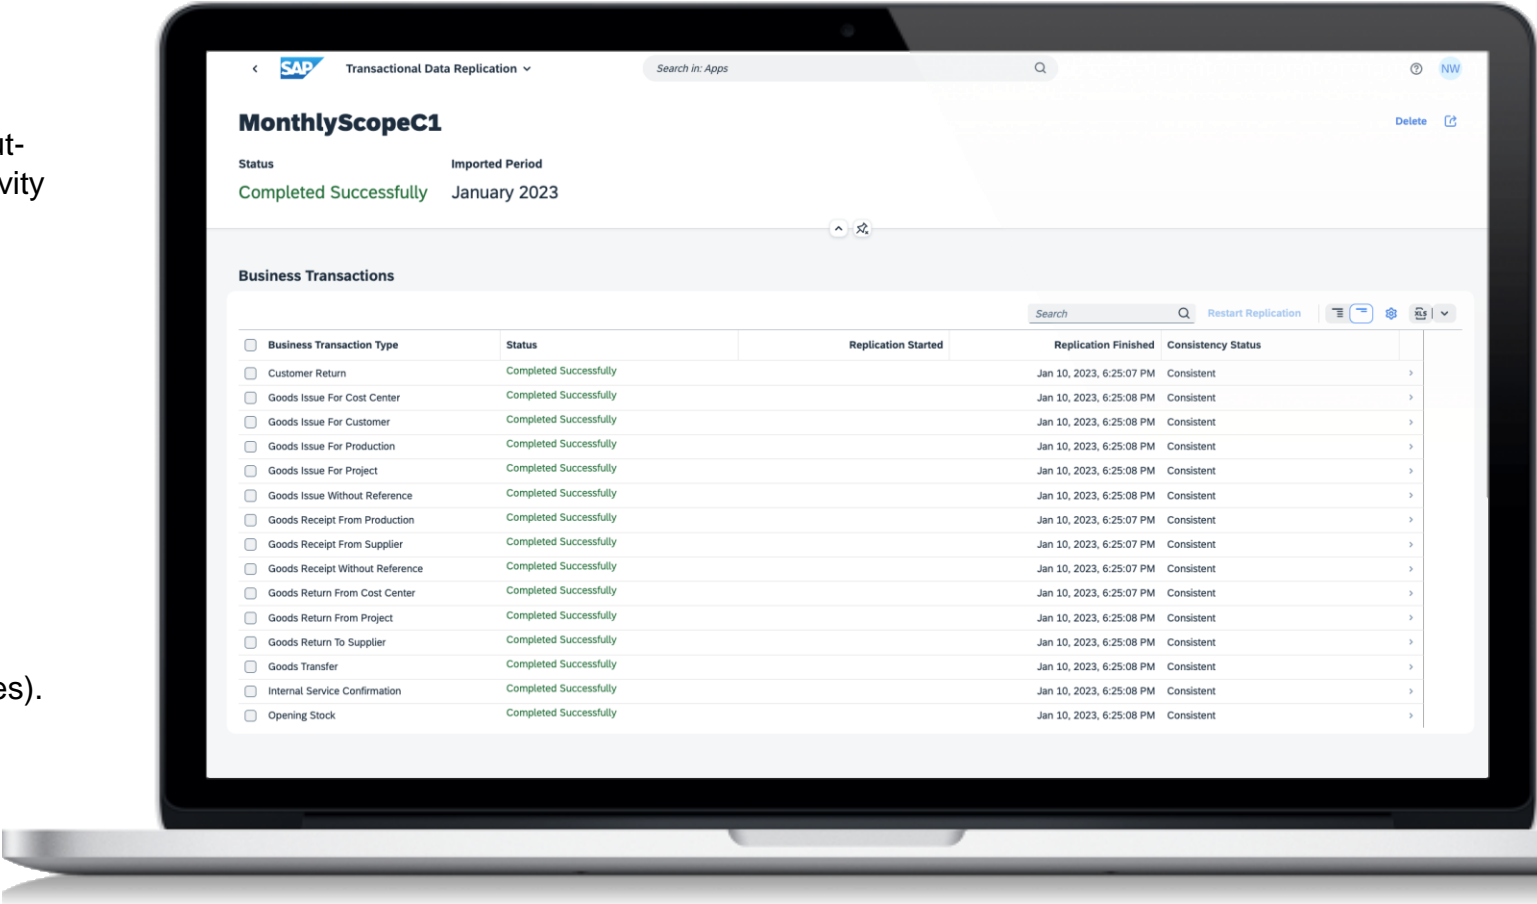 ut-
vity
es).
SAP Transactional Data Replication Search in: Apps NW
MonthlyScopeC1 Delete
Status Imported Period
Completed Successfully January 2023
Business Transactions
Search Restart Replication XLS
Business Transaction Type Status Replication Started Replication Finished Consistency Status
Customer Return Completed Successfully Jan 10, 2023, 6:25:07 PM Consistent
Goods Issue For Cost Center Completed Successfully Jan 10, 2023, 6:25:08 PM Consistent
Goods Issue For Customer Completed Successfully Jan 10, 2023, 6:25:08 PM Consistent
Goods Issue For Production Completed Successfully Jan 10, 2023, 6:25:08 PM Consistent
Goods Issue For Project Completed Successfully Jan 10, 2023, 6:25:08 PM Consistent
Goods Issue Without Reference Completed Successfully Jan 10, 2023, 6:25:08 PM Consistent
Goods Receipt From Production Completed Successfully Jan 10, 2023, 6:25:07 PM Consistent
Goods Receipt From Supplier Completed Successfully Jan 10, 2023, 6:25:07 PM Consistent
Goods Receipt Without Reference Completed Successfully Jan 10, 2023, 6:25:07 PM Consistent
Goods Return From Cost Center Completed Successfully Jan 10, 2023, 6:25:07 PM Consistent
Goods Return From Project Completed Successfully Jan 10, 2023, 6:25:08 PM Consistent
Goods Return To Supplier Completed Successfully Jan 10, 2023, 6:25:08 PM Consistent
Goods Transfer Completed Successfully Jan 10, 2023, 6:25:08 PM Consistent
Internal Service Confirmation Completed Successfully Jan 10, 2023, 6:25:08 PM Consistent
Opening Stock Completed Successfully Jan 10, 2023, 6:25:08 PM Consistent